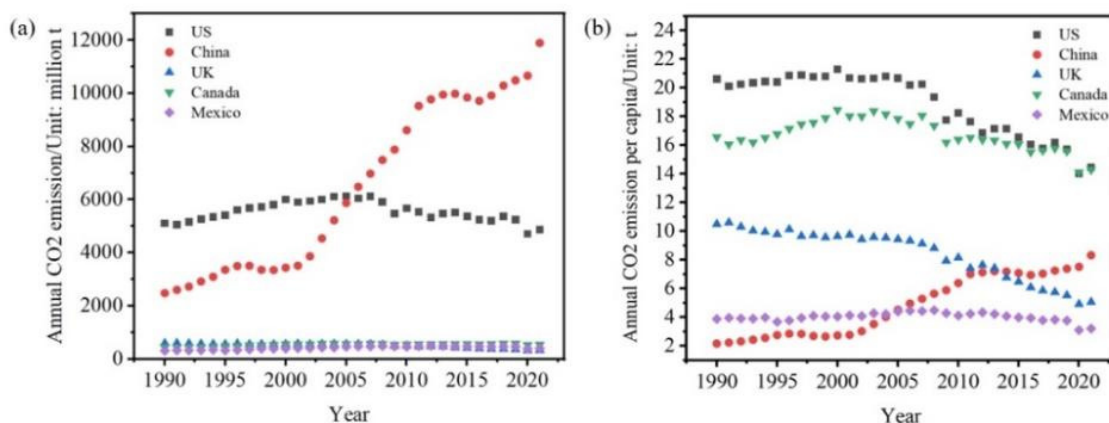 (a)
Annual CO2 emission/Unit: million t
12000
10000
8000
6000
4000
2000
0
US
China
UK
Canada
Mexico
1990 1995 2000 2005 2010 2015 2020
Year
(b)
Annual CO2 emission per capita/Unit: t
24
22
20
18
16
14
12
10
8
6
4
2
US
China
UK
Canada
Mexico
1990 1995 2000 2005 2010 2015 2020
Year